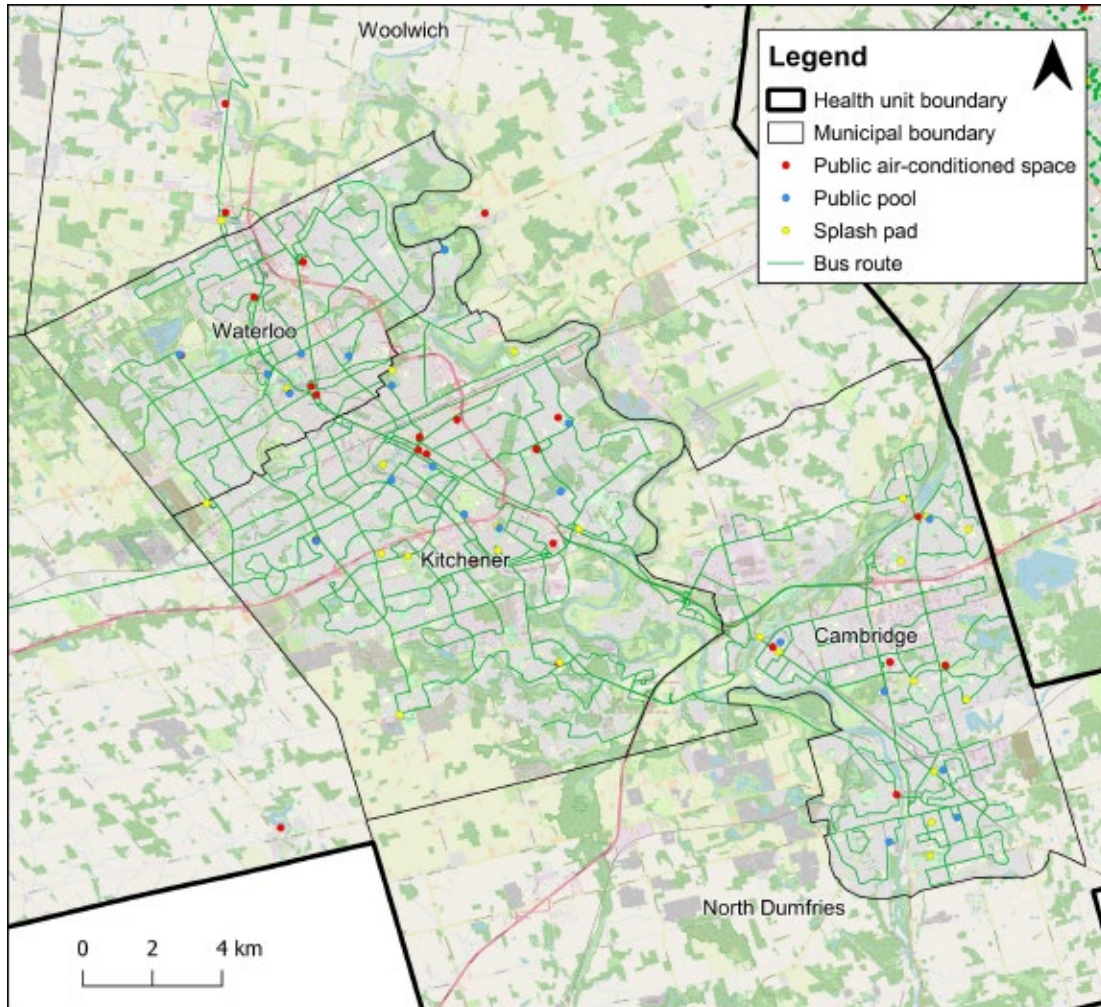 Woolwich
Legend
Health unit boundary
Municipal boundary
Public air-conditioned space
Public pool
Splash pad
Bus route
Waterloo
Kitchener
Cambridge
North Dumfries
0 2 4 km